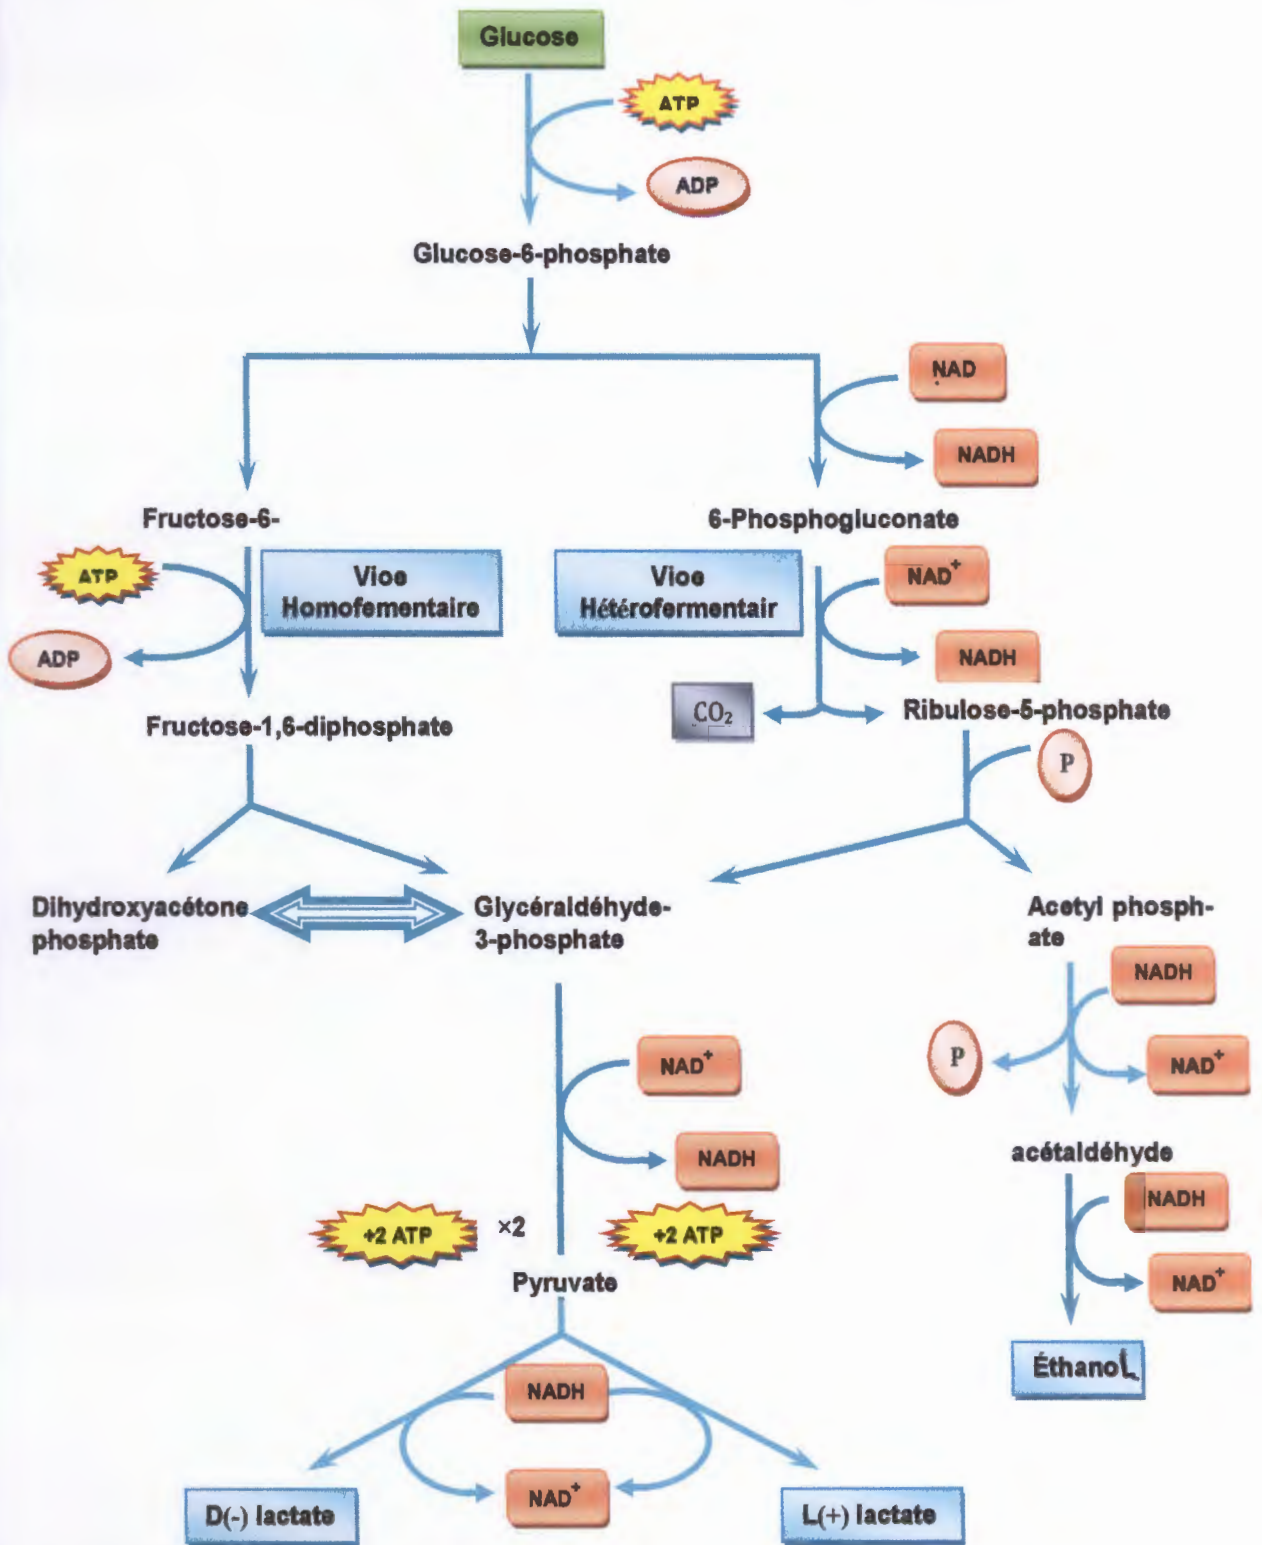 Glucose
ATP
ADP
Glucose-6-phosphate
NAD
NADH
Fructose-6-
6-Phosphogluconate
ATP
Vioe
Homofementaire
Vioe
Hétérofermentair
NAD+
ADP
NADH
CO2
Ribulose-5-phosphate
Fructose-1,6-diphosphate
P
Dihydroxyacétone
phosphate
Glycéraldéhyde-
3-phosphate
Acetyl phosph-
ate
NADH
P
NAD+
NAD+
NADH
acétaldéhyde
NADH
+2 ATP
×2
+2 ATP
NAD+
Pyruvate
Éthanol
NADH
NAD+
D(-) lactate
L(+) lactate